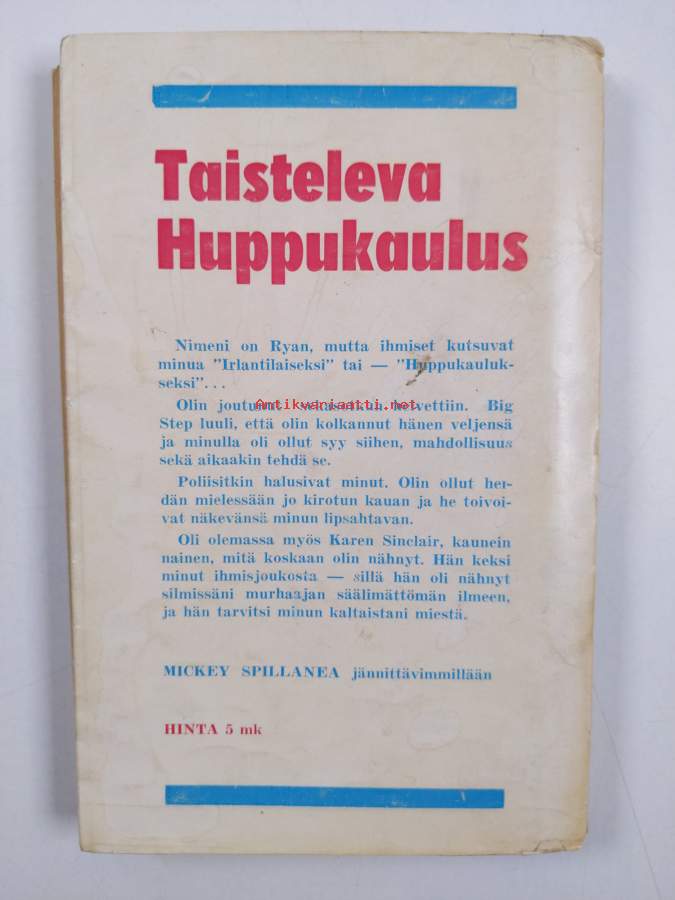 Taisteleva
Huppukaulus
Nimeni on Ryan, mutta ihmiset kutsuvat
minua "Irlantilaiseksi" tai — "Huppukauluk-
seksi"...
Olin joutunut helvettiin. Big
Antikvariaatti.net
Step luuli, että olin kolkannut hänen veljensä
ja minulla oli ollut syy siihen, mahdollisuus
sekä aikaakin tehdä se.
Poliisitkin halusivat minut. Olin ollut hei-
dän mielessään jo kirotun kauan ja he toivoi-
vat näkevänsä minun lipsahtavan.
Oli olemassa myös Karen Sinclair, kaunein
nainen, mitä koskaan olin nähnyt. Hän keksi
minut ihmisjoukosta — sillä hän oli nähnyt
silmissäni murhaajan säälimättömän ilmeen,
ja hän tarvitsi minun kaltaistani miestä.
MICKEY SPILLANEA jännittävimmillään
HINTA 5 mk